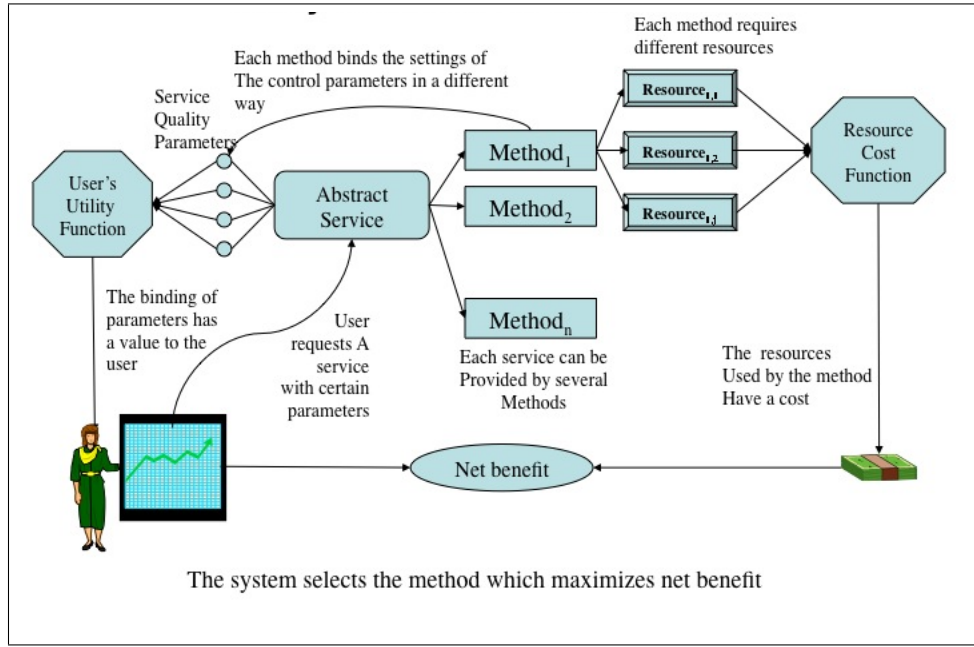 Each method requires
different resources
Each method binds the settings of
The control parameters in a different
way
Service
Quality
Parameters
User's
Utility
Function
Abstract
Service
Method1
Method2
Methodn
Resource1,1
Resource1,2
Resource1,j
Resource
Cost
Function
The binding of
parameters has
a value to the
user
User
requests A
service
with certain
parameters
Each service can be
Provided by several
Methods
The resources
Used by the method
Have a cost
Net benefit
The system selects the method which maximizes net benefit